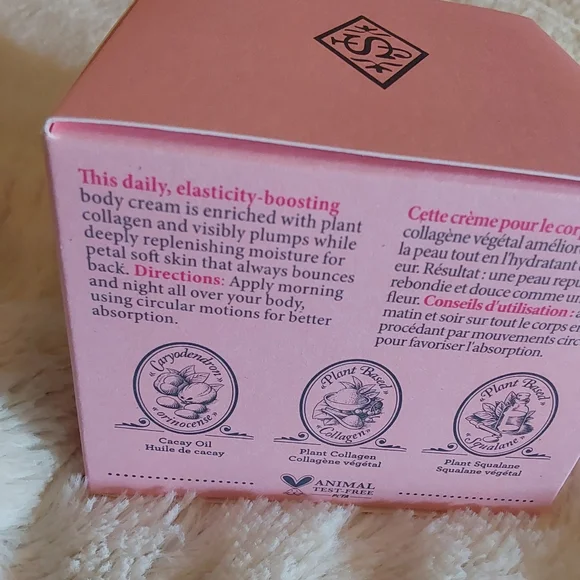 This daily, elasticity-boosting
body cream is enriched with plant
collagen and visibly plumps while
deeply replenishing moisture for
petal soft skin that always bounces
back. Directions: Apply morning
and night all over your body,
using circular motions for better
absorption.
Cette crème pour le cor
collagène végétal amélior
la peau tout en l'hydratant
eur. Résultat : une peau repu
rebondie et douce comme un
fleur. Conseils d'utilisation :
matin et soir sur tout le corps e
procédant par mouvements circ
pour favoriser l'absorption.
«Caryodendron»
«orinocense»
Cacay Oil
Huile de cacay
«Plant Based
Collagen»
Plant Collagen
Collagène végétal
«Plant Based
Squalane»
Plant Squalane
Squalane végétal
ANIMAL
TEST-FREE